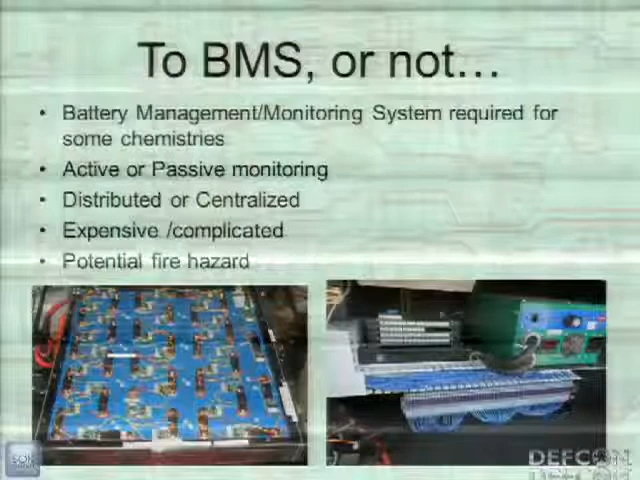 To BMS, or not...
• Battery Management/Monitoring System required for
some chemistries
• Active or Passive monitoring
• Distributed or Centralized
• Expensive /complicated
• Potential fire hazard
DEFCON